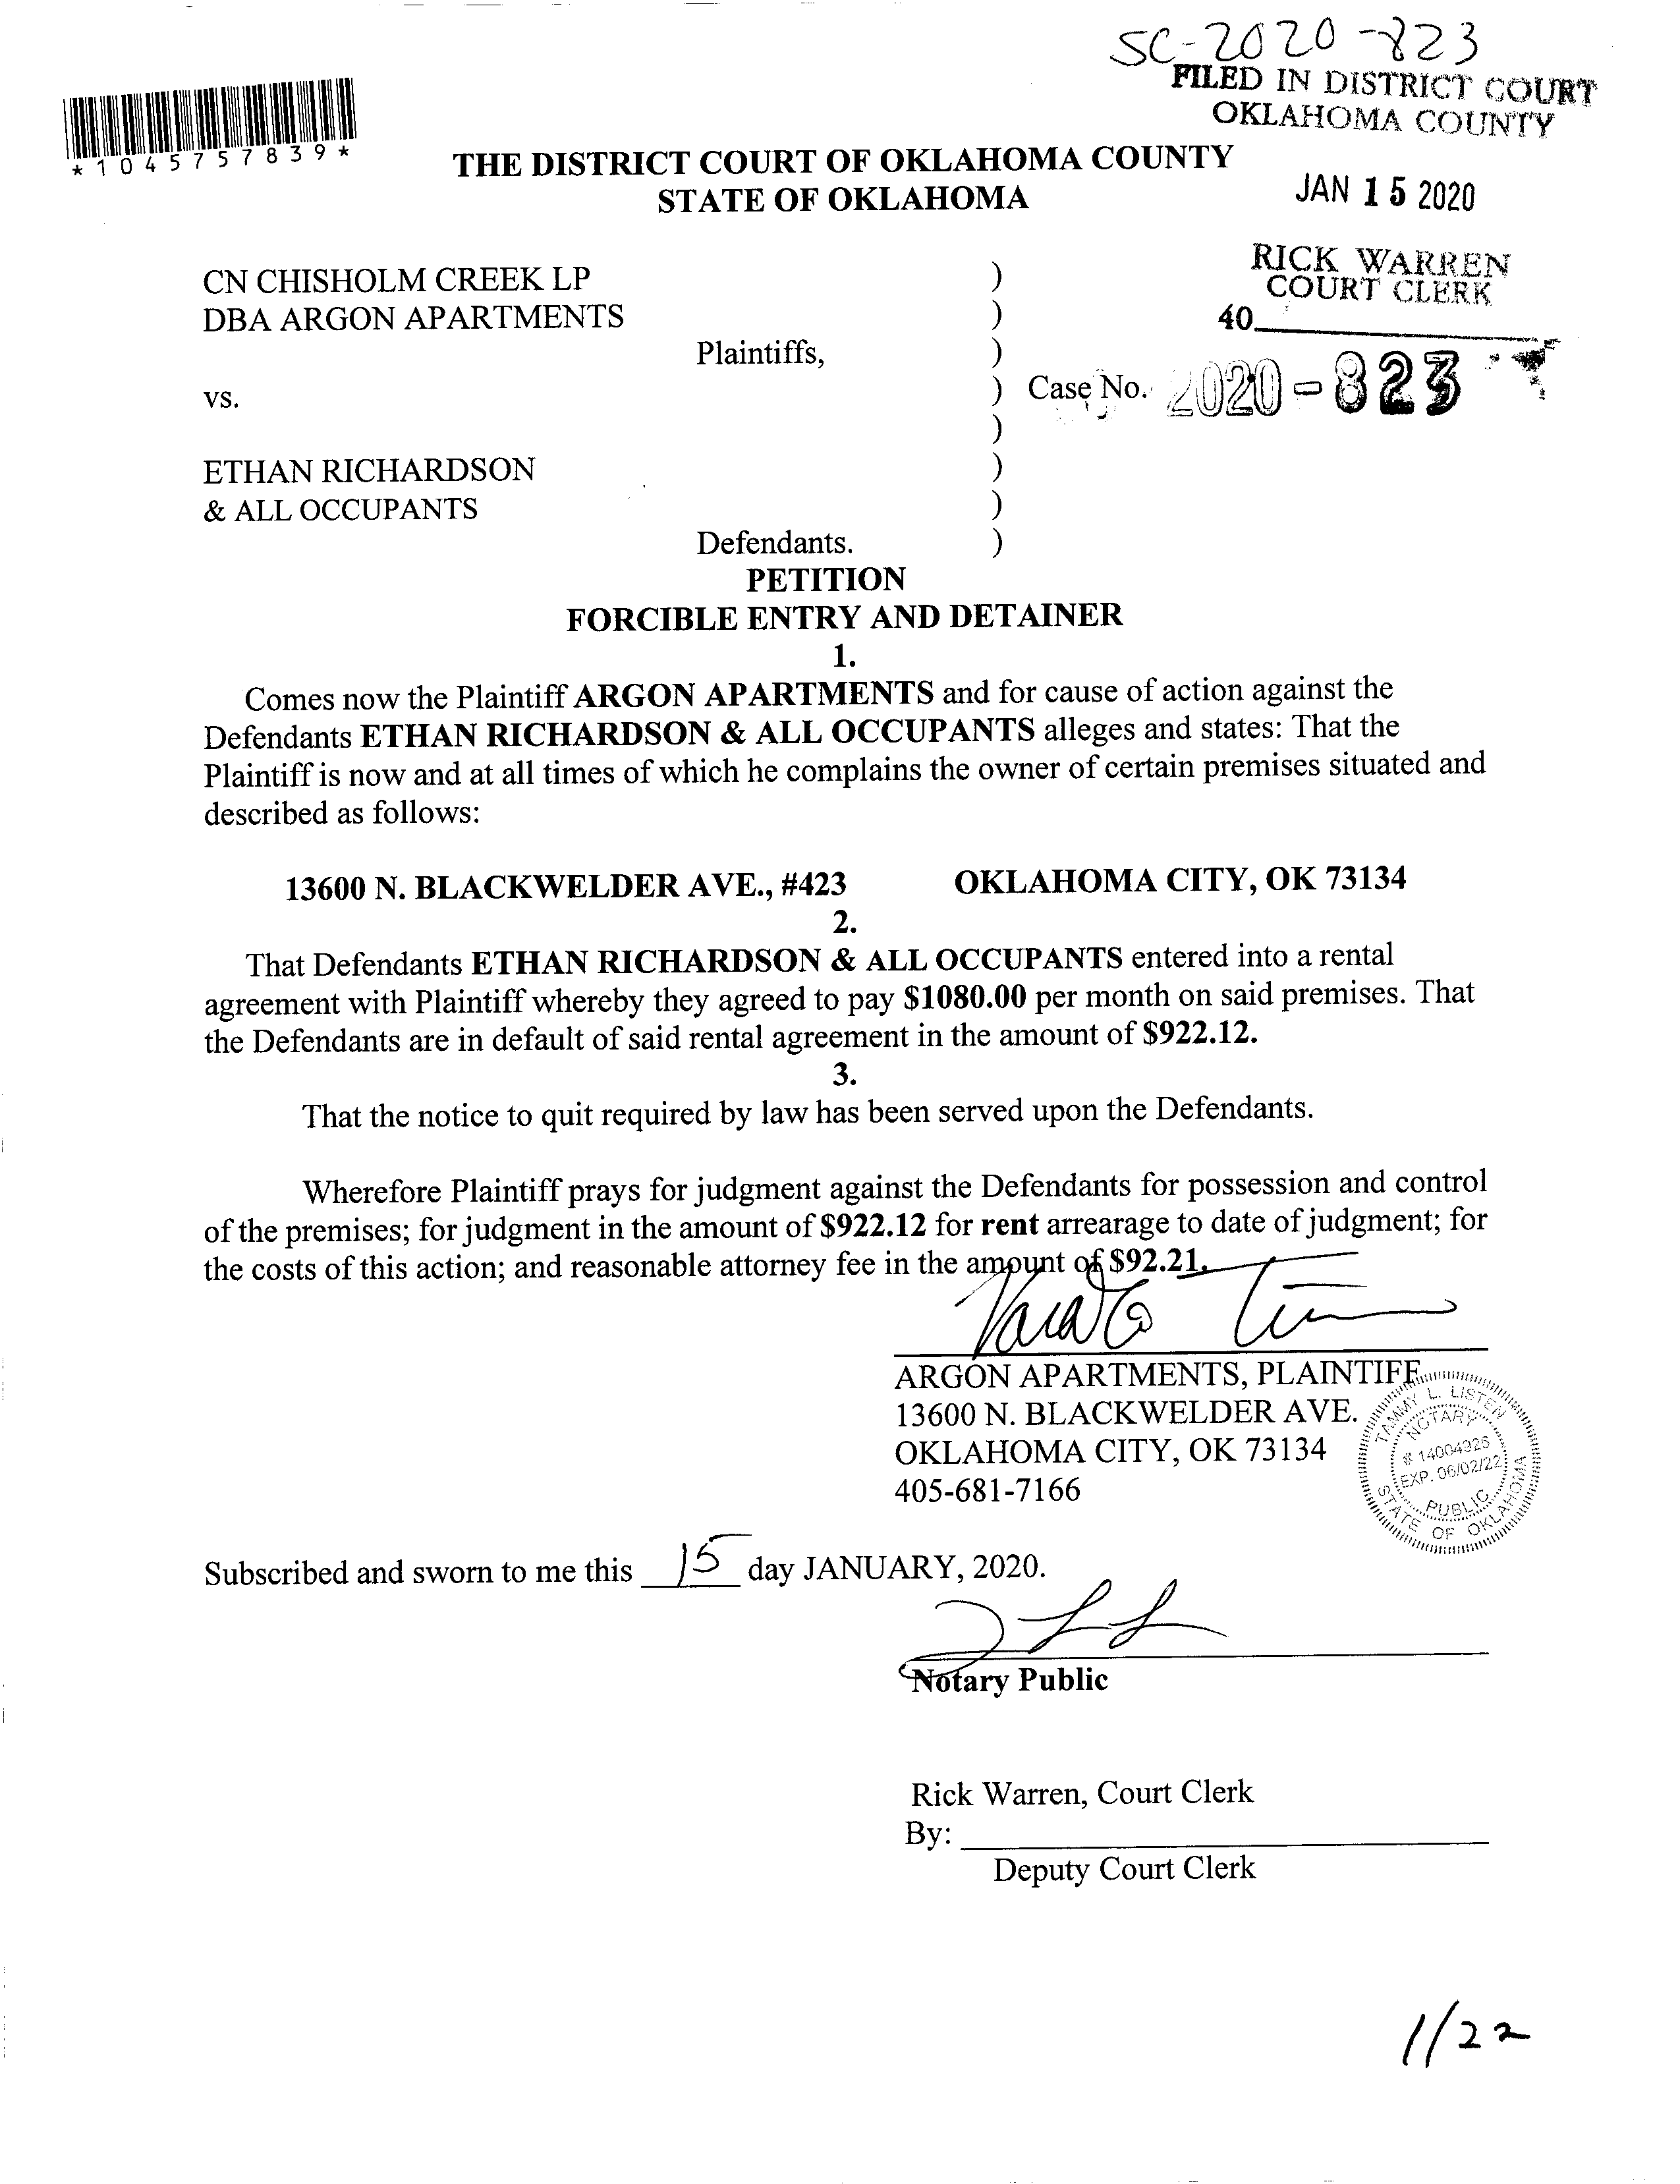 SC-2020-823
FILED IN DISTRICT COURT
OKLAHOMA COUNTY
*1045757839*
THE DISTRICT COURT OF OKLAHOMA COUNTY
STATE OF OKLAHOMA
JAN 15 2020
RICK WARREN
COURT CLERK
40
CN CHISHOLM CREEK LP )
DBA ARGON APARTMENTS )
Plaintiffs, )
vs. ) Case No. 2020-823
)
ETHAN RICHARDSON )
& ALL OCCUPANTS )
Defendants. )
PETITION
FORCIBLE ENTRY AND DETAINER
1.
Comes now the Plaintiff ARGON APARTMENTS and for cause of action against the
Defendants ETHAN RICHARDSON & ALL OCCUPANTS alleges and states: That the
Plaintiff is now and at all times of which he complains the owner of certain premises situated and
described as follows:
13600 N. BLACKWELDER AVE., #423 OKLAHOMA CITY, OK 73134
2.
That Defendants ETHAN RICHARDSON & ALL OCCUPANTS entered into a rental
agreement with Plaintiff whereby they agreed to pay $1080.00 per month on said premises. That
the Defendants are in default of said rental agreement in the amount of $922.12.
3.
That the notice to quit required by law has been served upon the Defendants.
Wherefore Plaintiff prays for judgment against the Defendants for possession and control
of the premises; for judgment in the amount of $922.12 for rent arrearage to date of judgment; for
the costs of this action; and reasonable attorney fee in the amount of $92.21.
ARGON APARTMENTS, PLAINTIFF
13600 N. BLACKWELDER AVE.
OKLAHOMA CITY, OK 73134
405-681-7166
TAMMY L. LISTEN
NOTARY
# 14004926
EXP. 06/02/22
PUBLIC
STATE OF OKLAHOMA
Subscribed and sworn to me this 15 day JANUARY, 2020.
Notary Public
Rick Warren, Court Clerk
By:
Deputy Court Clerk
1/22